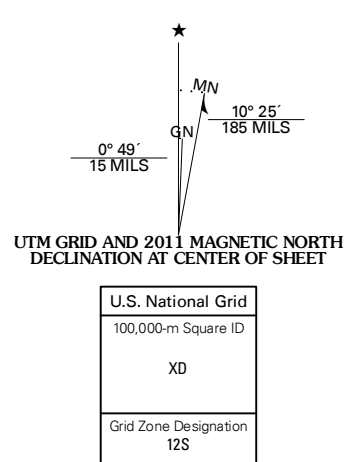 ★
MN
GN
10° 25´
185 MILS
0° 49´
15 MILS
UTM GRID AND 2011 MAGNETIC NORTH
DECLINATION AT CENTER OF SHEET
U.S. National Grid
100,000-m Square ID
XD
Grid Zone Designation
12S